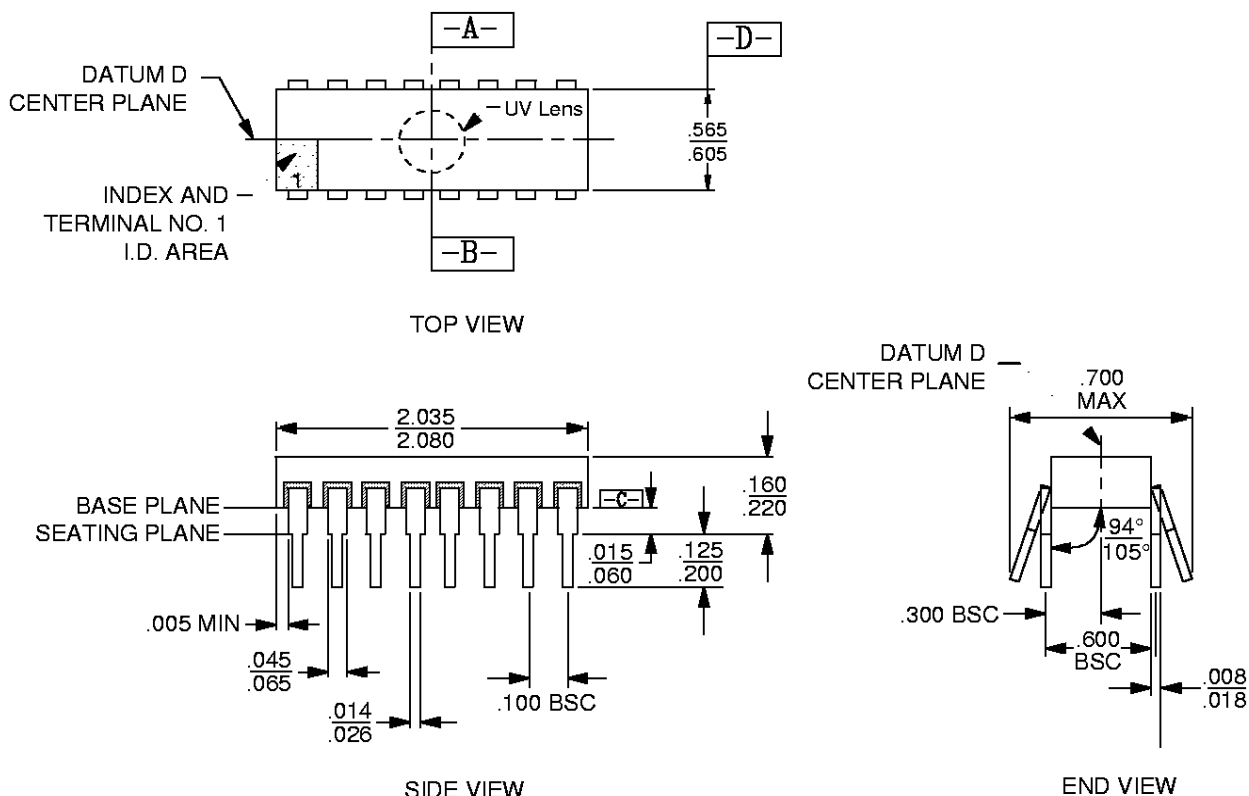 -A-
-D-
DATUM D
CENTER PLANE
UV Lens
.565
.605
1
INDEX AND
TERMINAL NO. 1
I.D. AREA
-B-
TOP VIEW
DATUM D
CENTER PLANE
.700
MAX
2.035
2.080
BASE PLANE
SEATING PLANE
-C-
.160
.220
.015
.060
.125
.200
94°
105°
.005 MIN
.300 BSC
.045
.065
.600
BSC
.100 BSC
.014
.026
.008
.018
SIDE VIEW
END VIEW